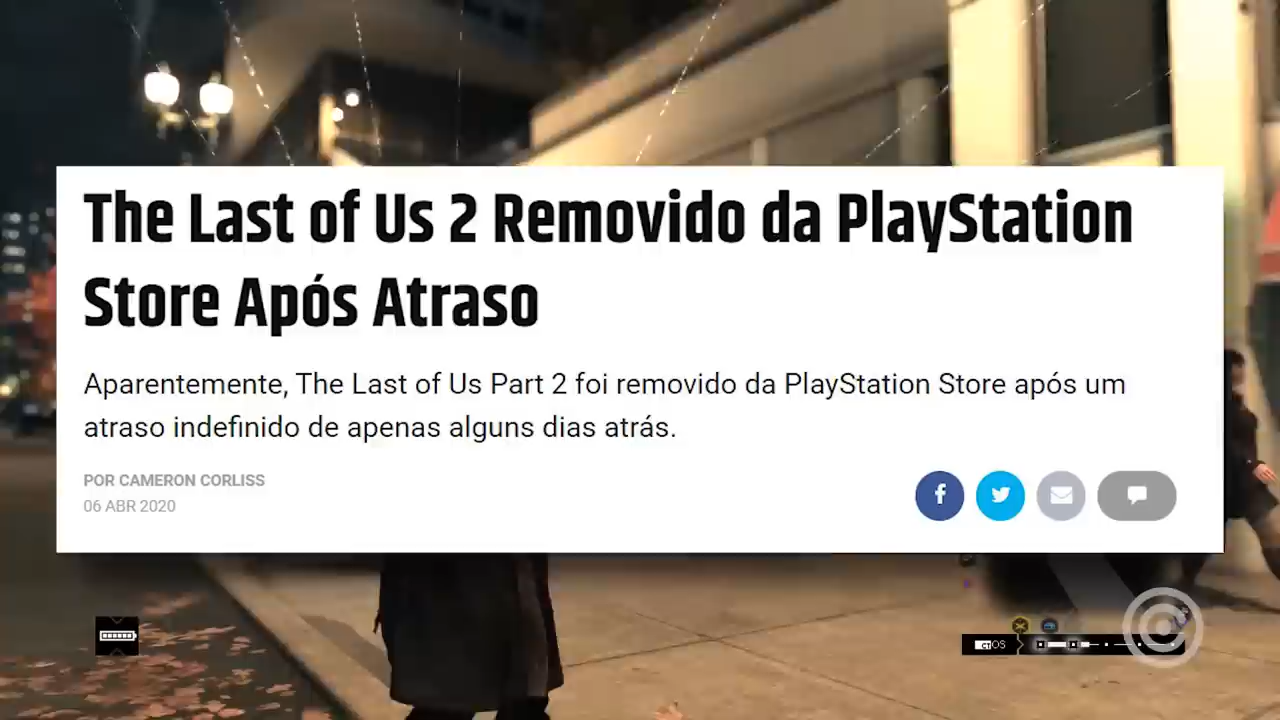 The Last of Us 2 Removido da PlayStation
Store Após Atraso
Aparentemente, The Last of Us Part 2 foi removido da PlayStation Store após um
atraso indefinido de apenas alguns dias atrás.
POR CAMERON CORLISS
06 ABR 2020
ctOS